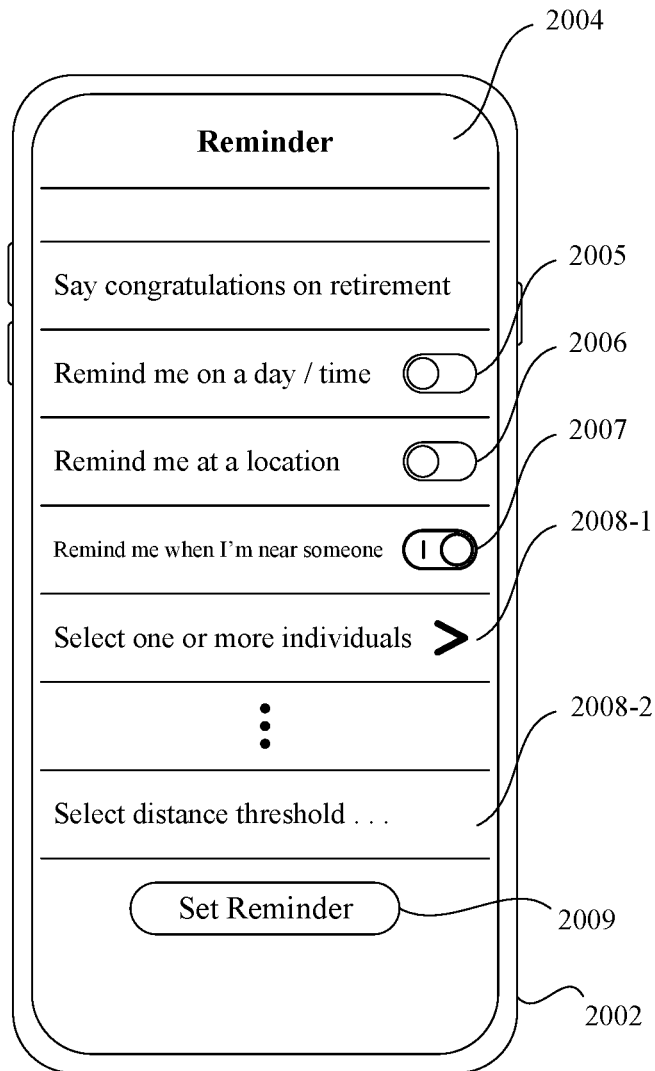 2004
Reminder
2005
Say congratulations on retirement
2006
Remind me on a day / time
2007
Remind me at a location
2008-1
Remind me when I'm near someone
Select one or more individuals
2008-2
Select distance threshold . . .
Set Reminder
2009
2002